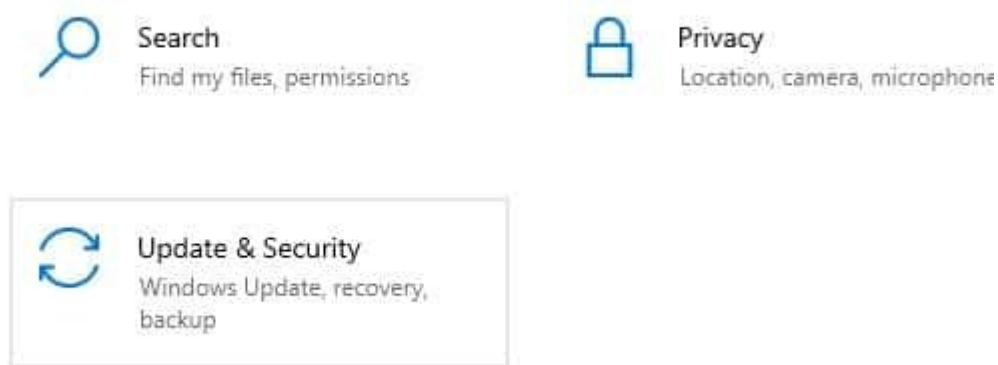 Search
Find my files, permissions
Privacy
Location, camera, microphone
Update & Security
Windows Update, recovery,
backup